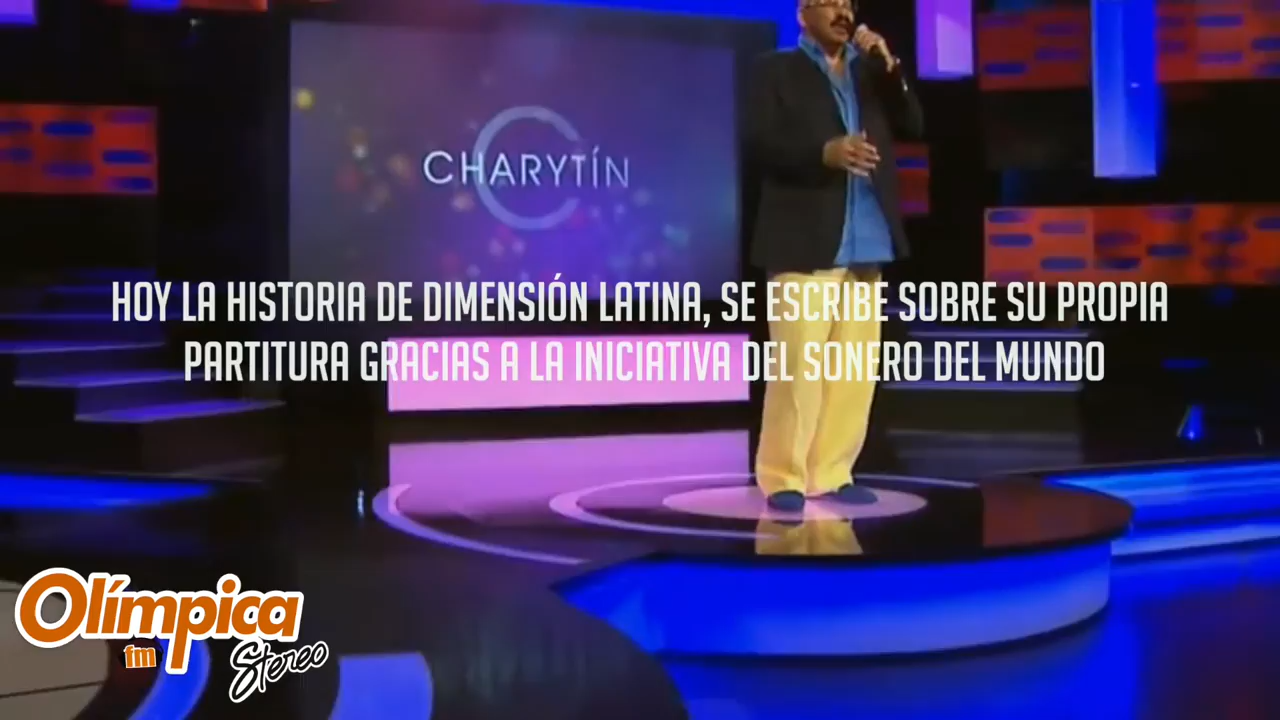 CHARYTÍN
HOY LA HISTORIA DE DIMENSIÓN LATINA, SE ESCRIBE SOBRE SU PROPIA
PARTITURA GRACIAS A LA INICIATIVA DEL SONERO DEL MUNDO
Olímpica
fm
Stereo